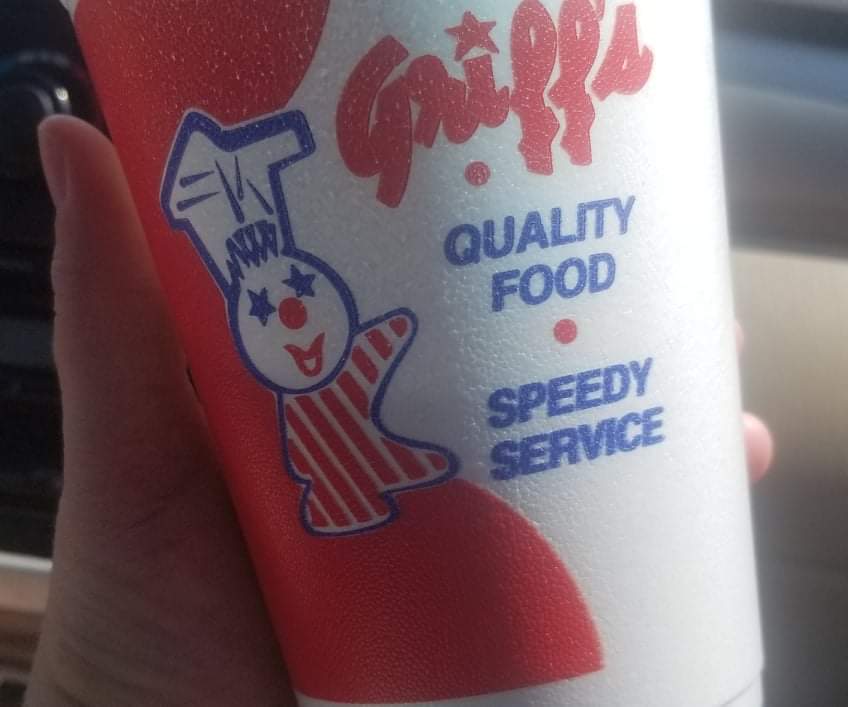 Griff's
QUALITY
FOOD
SPEEDY
SERVICE